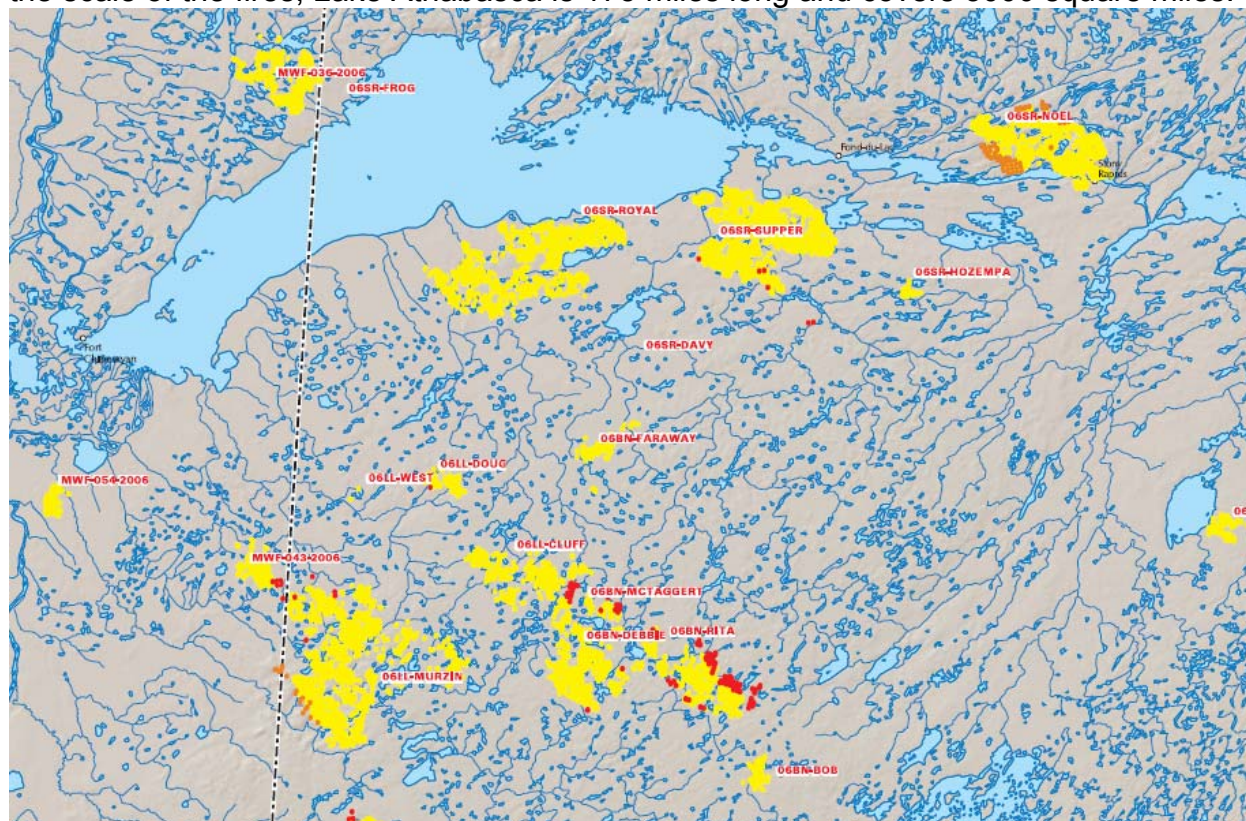 the scale of the fires, Lake Athabasca is 176 miles long and covers 3000 square miles.
MWF-036-2006
06SR-FROG
06SR-NOEL
Fond-du-Lac
Stony
Rapids
06SR-ROYAL
06SR-SUPPER
06SR-HOZEMPA
Fort
Chipewyan
06SR-DAVY
06BN-FARAWAY
06LL-DOUG
06LL-WEST
MWF-054-2006
06
06LL-CLUFF
MWF-043-2006
06BN-MCTAGGERT
06BN-DEBBIE
06BN-RITA
06LL-MURZIN
06BN-BOB